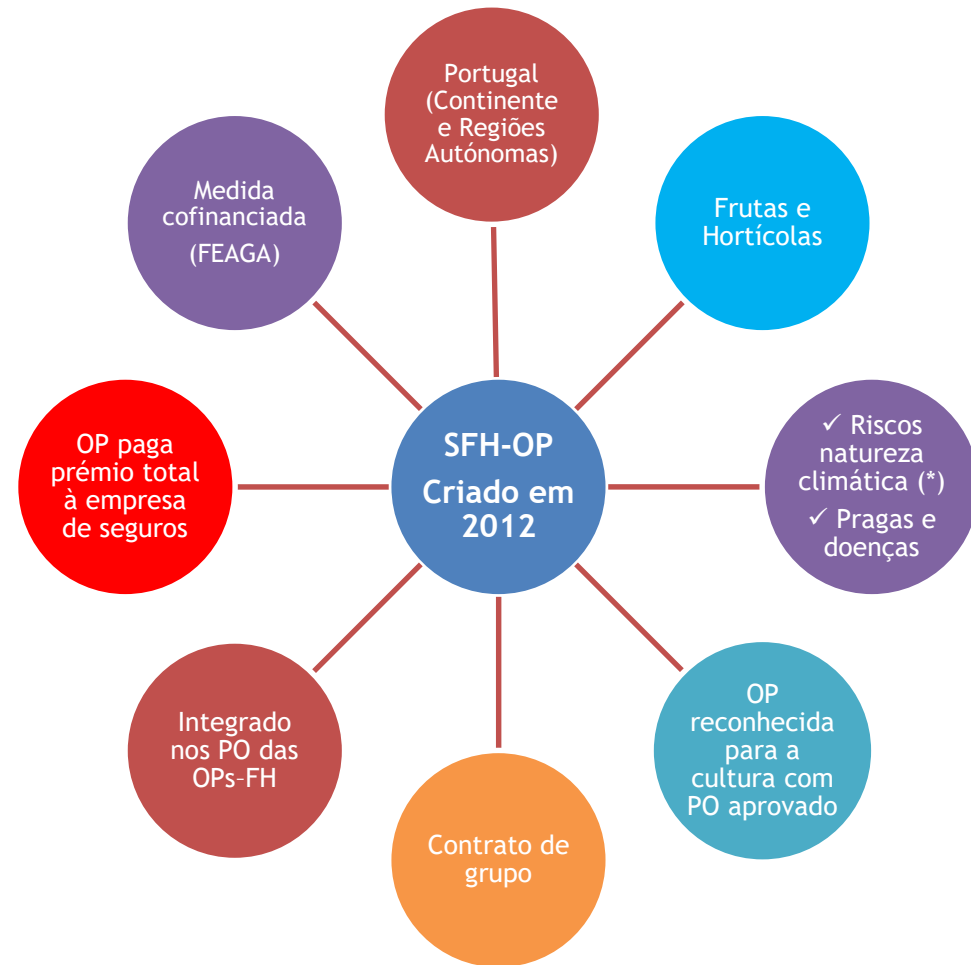 Portugal
(Continente
e Regiões
Autónomas)
Frutas e
Hortícolas
✓ Riscos
natureza
climática (*)
✓ Pragas e
doenças
OP
reconhecida
para a
cultura com
PO aprovado
Contrato de
grupo
Integrado
nos PO das
OPs–FH
OP paga
prémio total
à empresa
de seguros
Medida
cofinanciada
(FEAGA)
SFH-OP
Criado em
2012